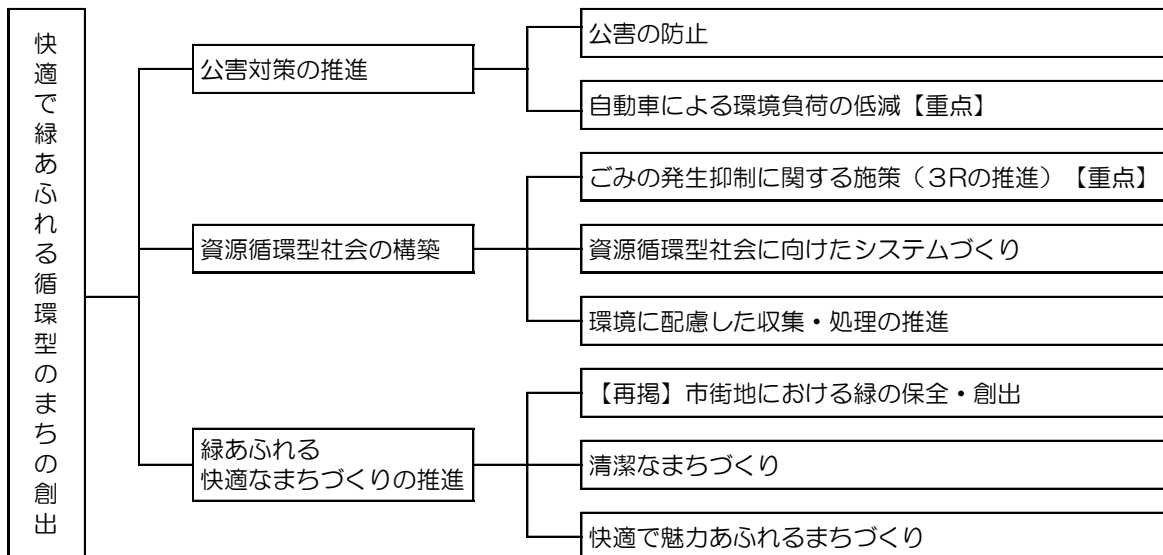 快適で緑あふれる循環型のまちの創出
公害対策の推進
公害の防止
自動車による環境負荷の低減【重点】
資源循環型社会の構築
ごみの発生抑制に関する施策（３Rの推進）【重点】
資源循環型社会に向けたシステムづくり
環境に配慮した収集・処理の推進
緑あふれる
快適なまちづくりの推進
【再掲】市街地における緑の保全・創出
清潔なまちづくり
快適で魅力あふれるまちづくり